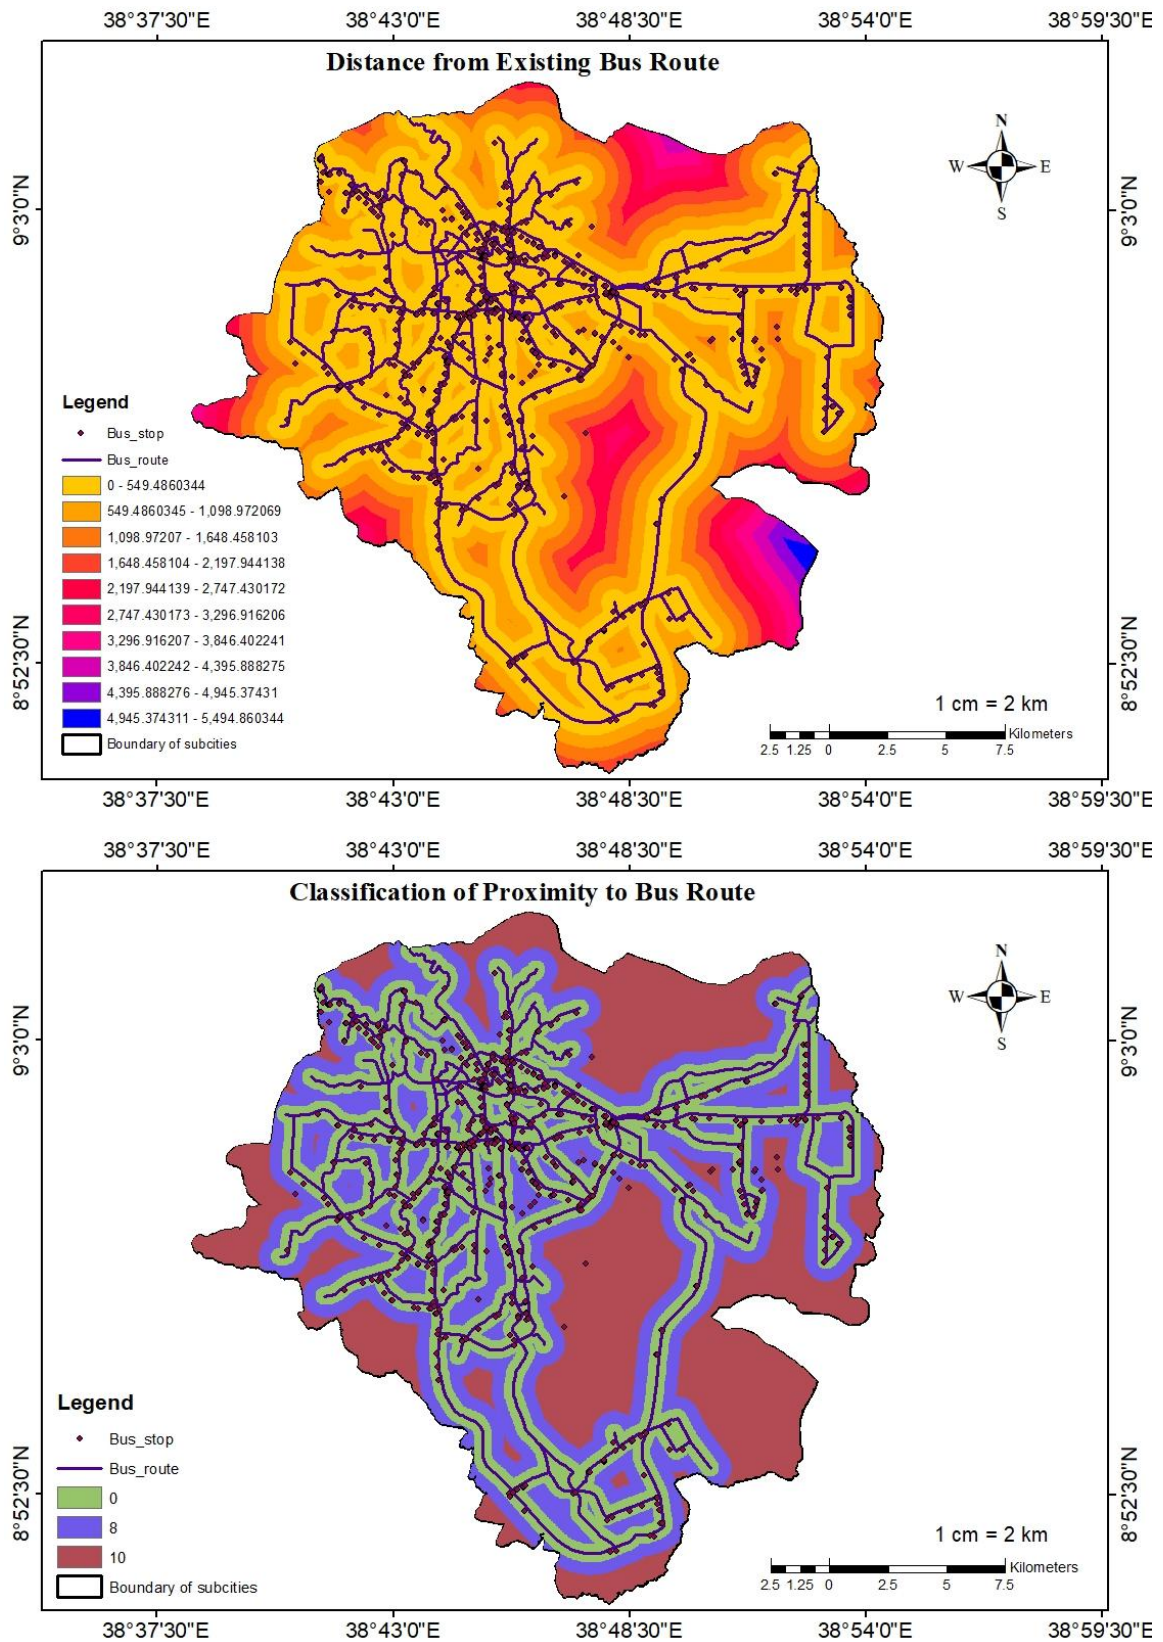 38°37'30"E 38°43'0"E 38°48'30"E 38°54'0"E 38°59'30"E
Distance from Existing Bus Route
N
W E
S
9°3'0"N 9°3'0"N
Legend
Bus_stop
Bus_route
0 - 549.4860344
549.4860345 - 1,098.972069
1,098.97207 - 1,648.458103
1,648.458104 - 2,197.944138
2,197.944139 - 2,747.430172
2,747.430173 - 3,296.916206
3,296.916207 - 3,846.402241
3,846.402242 - 4,395.888275
4,395.888276 - 4,945.37431
4,945.374311 - 5,494.860344
Boundary of subcities
8°52'30"N 8°52'30"N
1 cm = 2 km
Kilometers
2.5 1.25 0 2.5 5 7.5
38°37'30"E 38°43'0"E 38°48'30"E 38°54'0"E 38°59'30"E
38°37'30"E 38°43'0"E 38°48'30"E 38°54'0"E 38°59'30"E
Classification of Proximity to Bus Route
N
W E
S
9°3'0"N 9°3'0"N
Legend
Bus_stop
Bus_route
0
8
10
Boundary of subcities
8°52'30"N 8°52'30"N
1 cm = 2 km
Kilometers
2.5 1.25 0 2.5 5 7.5
38°37'30"E 38°43'0"E 38°48'30"E 38°54'0"E 38°59'30"E